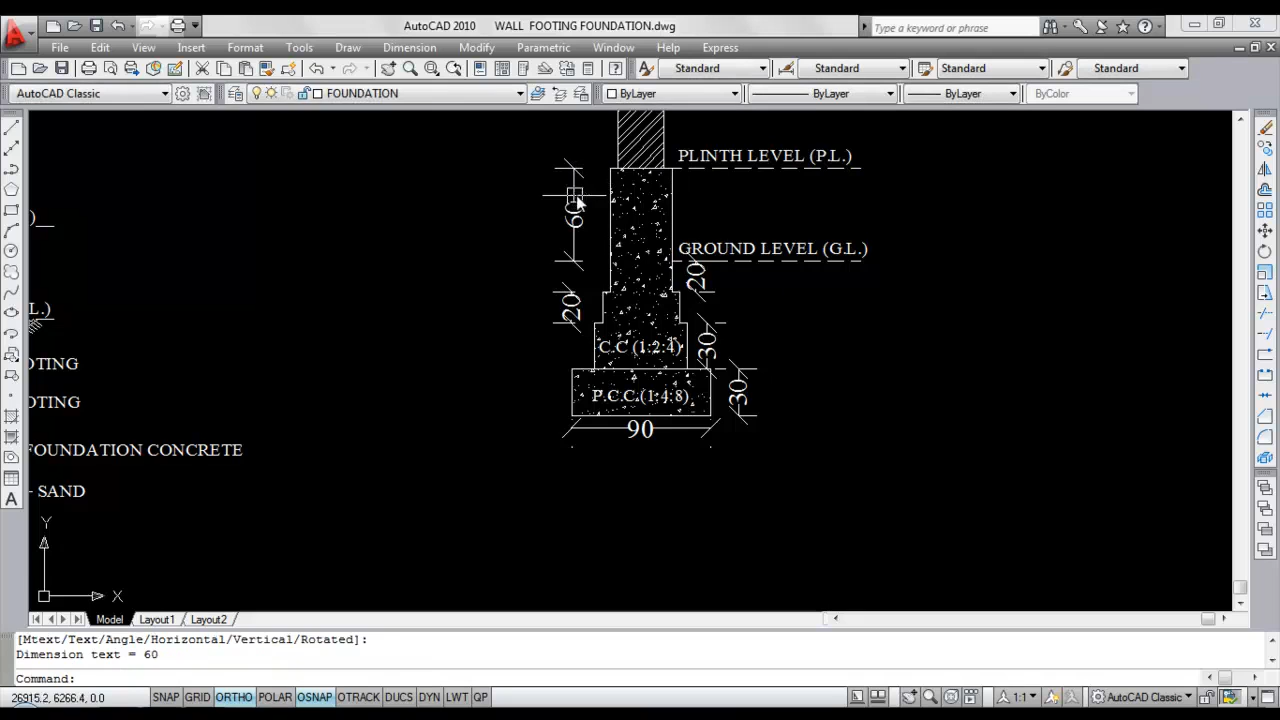 AutoCAD 2010 WALL FOOTING FOUNDATION.dwg
Type a keyword or phrase
File Edit View Insert Format Tools Draw Dimension Modify Parametric Window Help Express
Standard Standard Standard Standard
AutoCAD Classic FOUNDATION ByLayer ByLayer ByLayer ByColor
PLINTH LEVEL (P.L.)
60
)
GROUND LEVEL (G.L.)
20
20
L.)
C.C (1:2:4)
30
OTING
P.C.C.(1:4:8)
30
OTING
90
FOUNDATION CONCRETE
- SAND
Y
X
Model Layout1 Layout2
[Mtext/Text/Angle/Horizontal/Vertical/Rotated]:
Dimension text = 60
Command:
26915.2, 6266.4, 0.0 SNAP GRID ORTHO POLAR OSNAP OTRACK DUCS DYN LWT QP 1:1 AutoCAD Classic